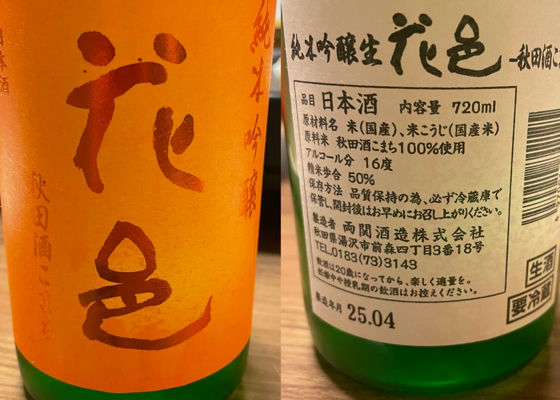 日本酒
純米吟醸
花邑
秋田酒こまち
純米吟醸生 花邑 -秋田酒こ
品目 日本酒 内容量 720ml
原材料名 米(国産)、米こうじ(国産米)
原料米 秋田酒こまち100%使用
アルコール分 16度
精米歩合 50%
保存方法 品質保持の為、必ず冷蔵庫で
保管し、開封後はお早めにお召し上がりください。
製造者 両関酒造株式会社
秋田県湯沢市前森四丁目3番18号
TEL.0183(73)3143
飲酒は20歳になってから、楽しく適量を。
妊娠中や授乳期の飲酒はお控えください。
製造年月 25.04
生酒
要冷蔵